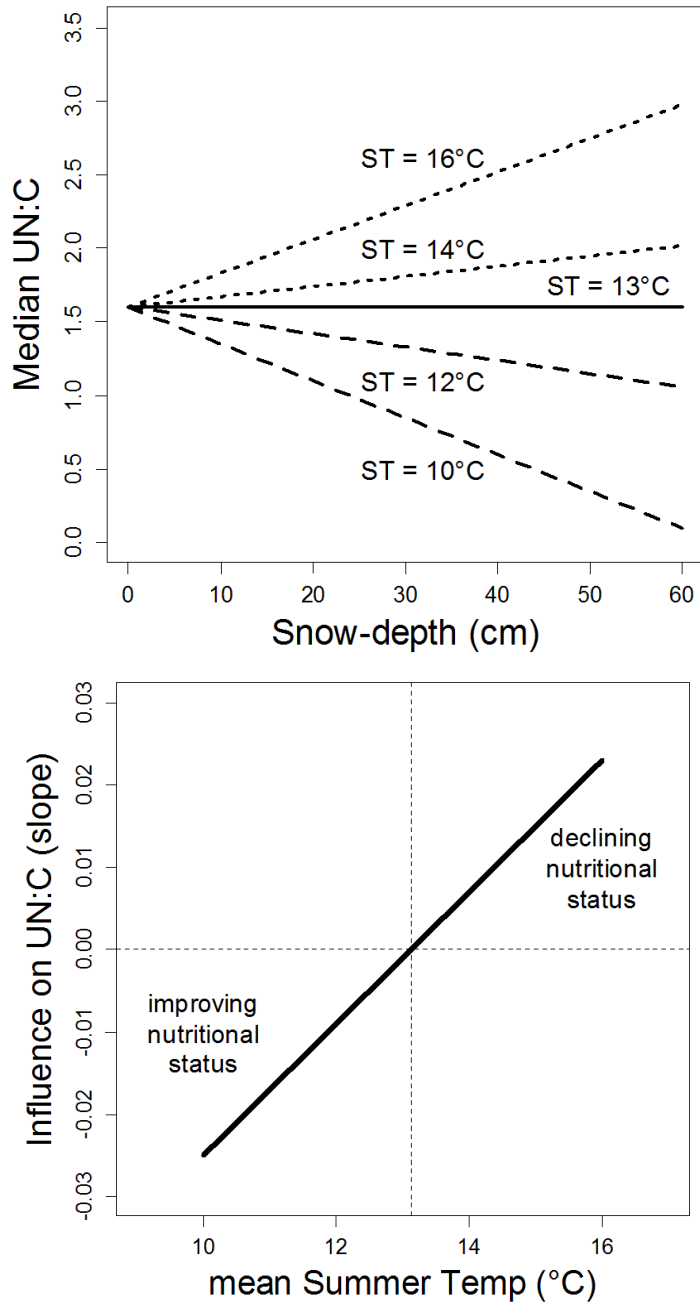 Median UN:C
3.5
3.0
2.5
2.0
1.5
1.0
0.5
0.0
ST = 16°C
ST = 14°C
ST = 13°C
ST = 12°C
ST = 10°C
0 10 20 30 40 50 60
Snow-depth (cm)
Influence on UN:C (slope)
0.03
0.02
0.01
0.00
-0.01
-0.02
-0.03
declining
nutritional
status
improving
nutritional
status
10 12 14 16
mean Summer Temp (°C)